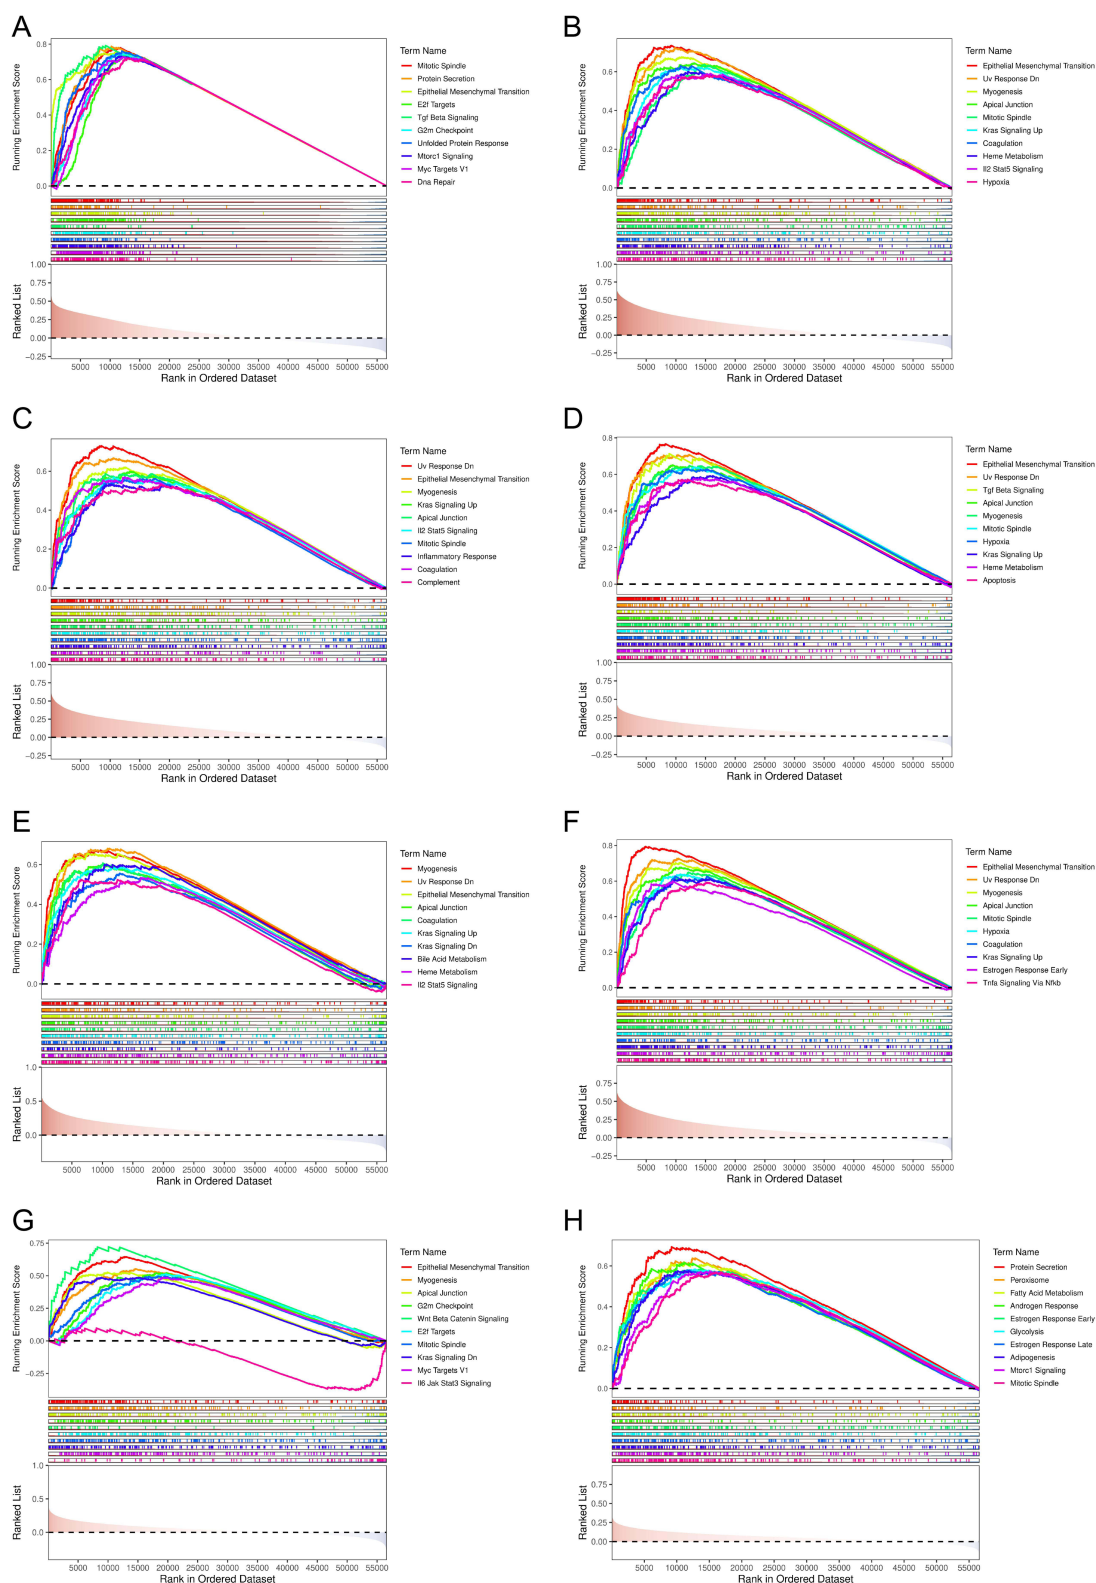 A
Running Enrichment Score
0.8
0.6
0.4
0.2
0.0
Term Name
Mitotic Spindle
Protein Secretion
Epithelial Mesenchymal Transition
E2f Targets
Tgf Beta Signaling
G2m Checkpoint
Unfolded Protein Response
Mtorc1 Signaling
Myc Targets V1
Dna Repair
Ranked List
1.00
0.75
0.50
0.25
0.00
−0.25
5000 10000 15000 20000 25000 30000 35000 40000 45000 50000 55000
Rank in Ordered Dataset
B
Running Enrichment Score
0.6
0.4
0.2
0.0
Term Name
Epithelial Mesenchymal Transition
Uv Response Dn
Myogenesis
Apical Junction
Mitotic Spindle
Kras Signaling Up
Coagulation
Heme Metabolism
Il2 Stat5 Signaling
Hypoxia
Ranked List
1.00
0.75
0.50
0.25
0.00
−0.25
5000 10000 15000 20000 25000 30000 35000 40000 45000 50000 55000
Rank in Ordered Dataset
C
Running Enrichment Score
0.6
0.4
0.2
0.0
Term Name
Uv Response Dn
Epithelial Mesenchymal Transition
Myogenesis
Kras Signaling Up
Apical Junction
Il2 Stat5 Signaling
Mitotic Spindle
Inflammatory Response
Coagulation
Complement
Ranked List
1.00
0.75
0.50
0.25
0.00
−0.25
5000 10000 15000 20000 25000 30000 35000 40000 45000 50000 55000
Rank in Ordered Dataset
D
Running Enrichment Score
0.8
0.6
0.4
0.2
0.0
Term Name
Epithelial Mesenchymal Transition
Uv Response Dn
Tgf Beta Signaling
Apical Junction
Myogenesis
Mitotic Spindle
Hypoxia
Kras Signaling Up
Heme Metabolism
Apoptosis
Ranked List
1.00
0.75
0.50
0.25
0.00
−0.25
5000 10000 15000 20000 25000 30000 35000 40000 45000 50000 55000
Rank in Ordered Dataset
E
Running Enrichment Score
0.6
0.4
0.2
0.0
Term Name
Myogenesis
Uv Response Dn
Epithelial Mesenchymal Transition
Apical Junction
Coagulation
Kras Signaling Up
Kras Signaling Dn
Bile Acid Metabolism
Heme Metabolism
Il2 Stat5 Signaling
Ranked List
1.0
0.5
0.0
5000 10000 15000 20000 25000 30000 35000 40000 45000 50000 55000
Rank in Ordered Dataset
F
Running Enrichment Score
0.8
0.6
0.4
0.2
0.0
Term Name
Epithelial Mesenchymal Transition
Uv Response Dn
Myogenesis
Apical Junction
Mitotic Spindle
Hypoxia
Coagulation
Kras Signaling Up
Estrogen Response Early
Tnfa Signaling Via Nfkb
Ranked List
0.75
0.50
0.25
0.00
−0.25
5000 10000 15000 20000 25000 30000 35000 40000 45000 50000 55000
Rank in Ordered Dataset
G
Running Enrichment Score
0.75
0.50
0.25
0.00
−0.25
Term Name
Epithelial Mesenchymal Transition
Myogenesis
Apical Junction
G2m Checkpoint
Wnt Beta Catenin Signaling
E2f Targets
Mitotic Spindle
Kras Signaling Dn
Myc Targets V1
Il6 Jak Stat3 Signaling
Ranked List
1.0
0.5
0.0
5000 10000 15000 20000 25000 30000 35000 40000 45000 50000 55000
Rank in Ordered Dataset
H
Running Enrichment Score
0.6
0.4
0.2
0.0
Term Name
Protein Secretion
Peroxisome
Fatty Acid Metabolism
Androgen Response
Estrogen Response Early
Glycolysis
Estrogen Response Late
Adipogenesis
Mtorc1 Signaling
Mitotic Spindle
Ranked List
0.75
0.50
0.25
0.00
5000 10000 15000 20000 25000 30000 35000 40000 45000 50000 55000
Rank in Ordered Dataset